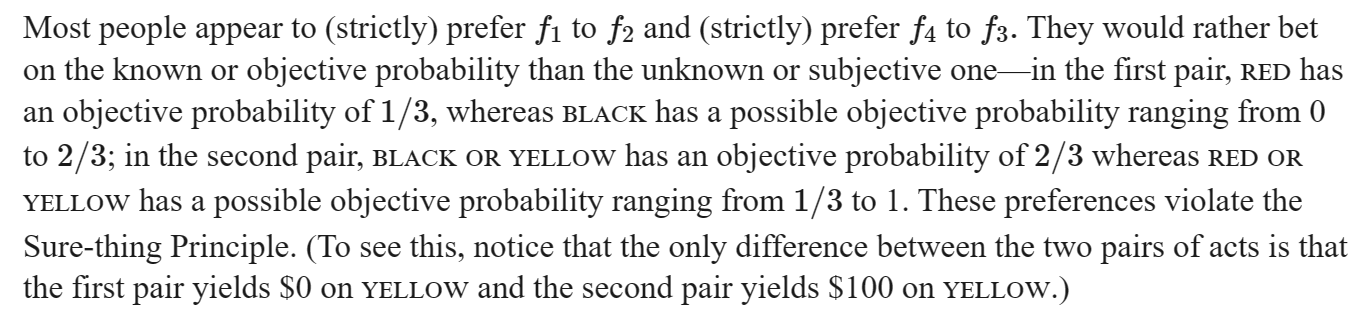 Most people appear to (strictly) prefer f₁ to f₂ and (strictly) prefer f₄ to f₃. They would rather bet
on the known or objective probability than the unknown or subjective one—in the first pair, RED has
an objective probability of 1/3, whereas BLACK has a possible objective probability ranging from 0
to 2/3; in the second pair, BLACK OR YELLOW has an objective probability of 2/3 whereas RED OR
YELLOW has a possible objective probability ranging from 1/3 to 1. These preferences violate the
Sure-thing Principle. (To see this, notice that the only difference between the two pairs of acts is that
the first pair yields $0 on YELLOW and the second pair yields $100 on YELLOW.)